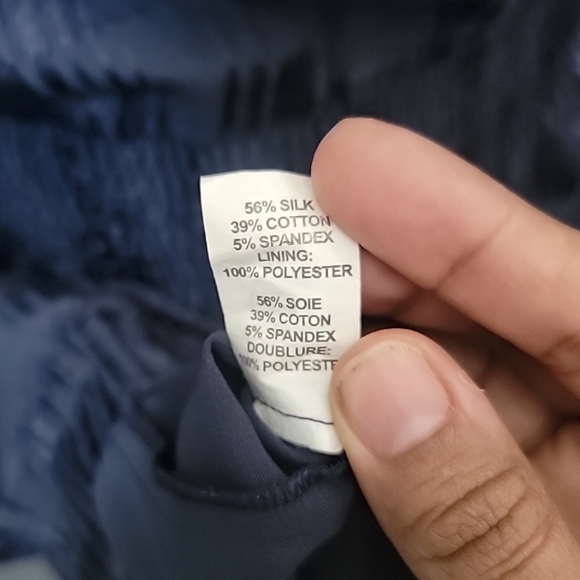 56% SILK
39% COTTON
5% SPANDEX
LINING:
100% POLYESTER
56% SOIE
39% COTON
5% SPANDEX
DOUBLURE:
00% POLYESTE